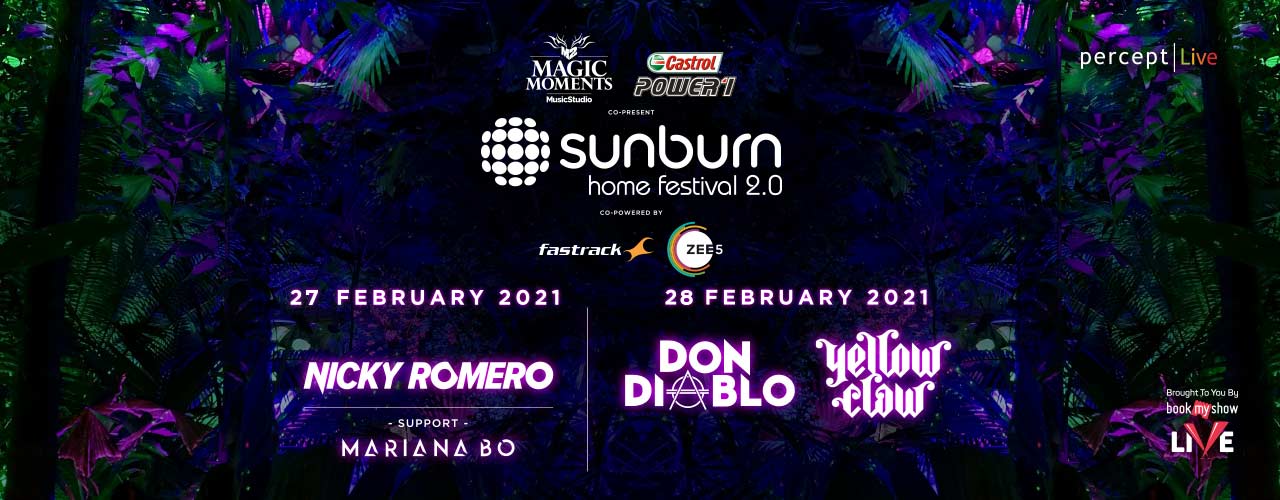 M2
MAGIC
MOMENTS
MusicStudio
Castrol
POWER1
percept | Live
CO-PRESENT
sunburn
home festival 2.0
CO-POWERED BY
fastrack
ZEE5
27 FEBRUARY 2021
NICKY ROMERO
- SUPPORT -
MARIANA BO
28 FEBRUARY 2021
DON
DIABLO
yellow
claw
Brought To You By
book my show
LIVE